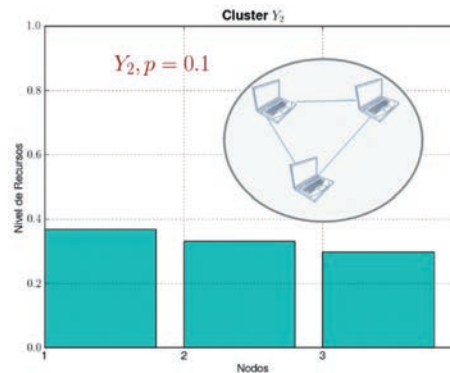 Cluster Y₂
Y₂, p = 0.1
Nivel de Recursos
1.0
0.8
0.6
0.4
0.2
0.0
1 2 3
Nodos